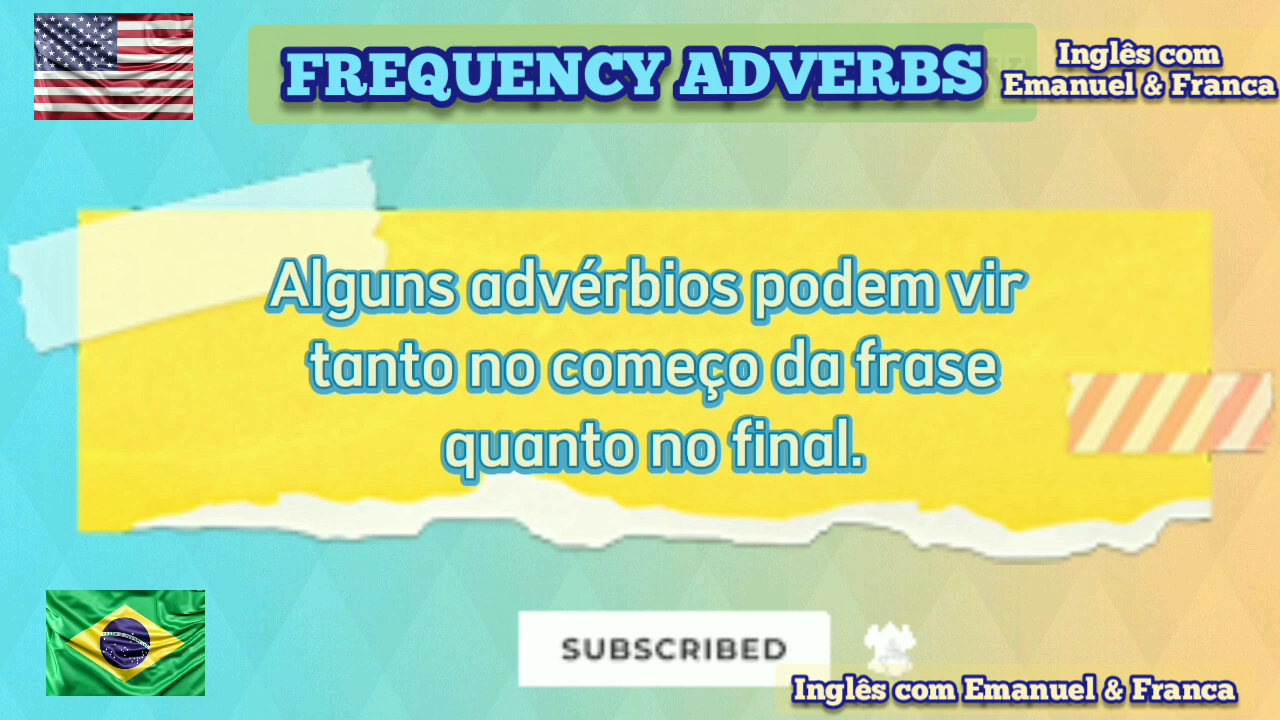 FREQUENCY ADVERBS
Inglês com
Emanuel & Franca
Alguns advérbios podem vir
tanto no começo da frase
quanto no final.
SUBSCRIBED
Inglês com Emanuel & Franca